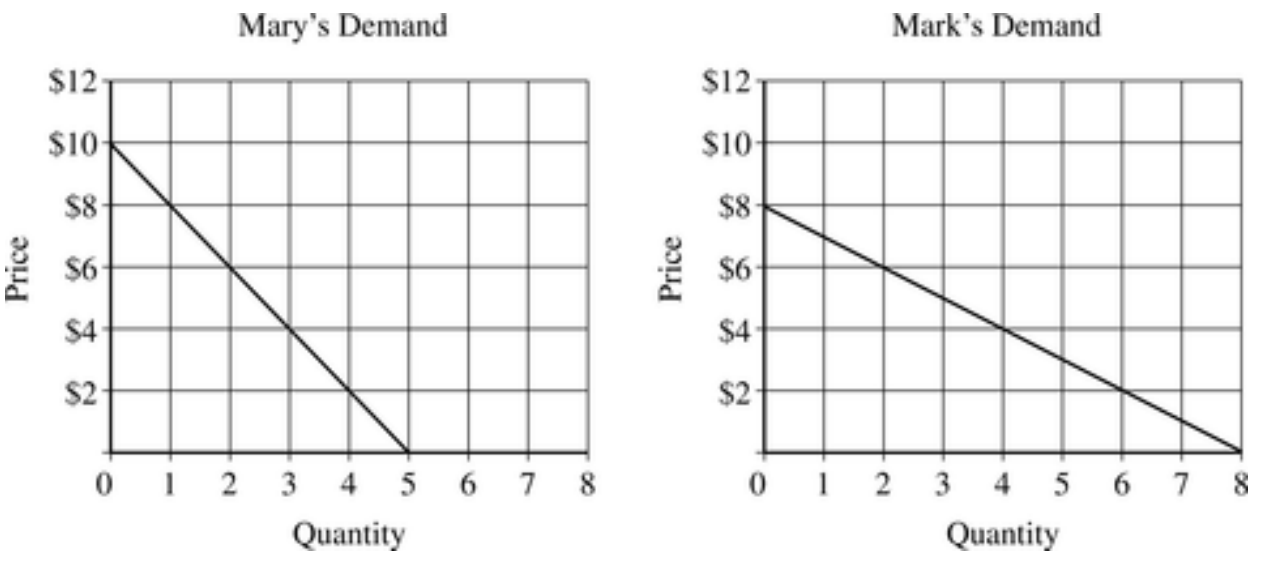 Mary's Demand
$12
$10
$8
$6
$4
$2
Price
0 1 2 3 4 5 6 7 8
Quantity
Mark's Demand
$12
$10
$8
$6
$4
$2
Price
0 1 2 3 4 5 6 7 8
Quantity